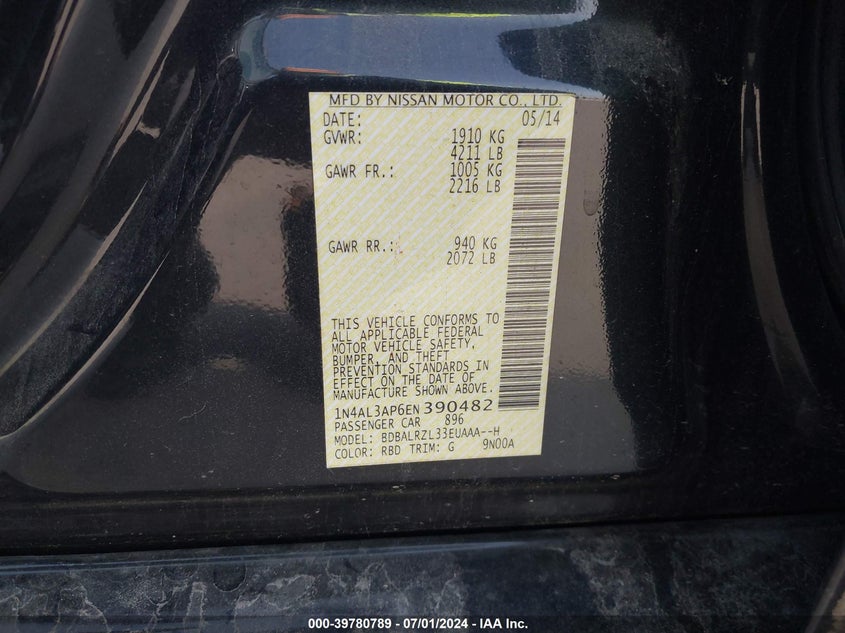 MFD BY NISSAN MOTOR CO., LTD.
DATE: 05/14
GVWR: 1910 KG
4211 LB
GAWR FR.: 1005 KG
2216 LB
GAWR RR.: 940 KG
2072 LB
THIS VEHICLE CONFORMS TO
ALL APPLICABLE FEDERAL
MOTOR VEHICLE SAFETY,
BUMPER, AND THEFT
PREVENTION STANDARDS IN
EFFECT ON THE DATE OF
MANUFACTURE SHOWN ABOVE.
1N4AL3AP6EN390482
PASSENGER CAR 896
MODEL: BDBALRZL33EUAAA--H
COLOR: RBD TRIM: G 9N00A
000-39780789 - 07/01/2024 - IAA Inc.